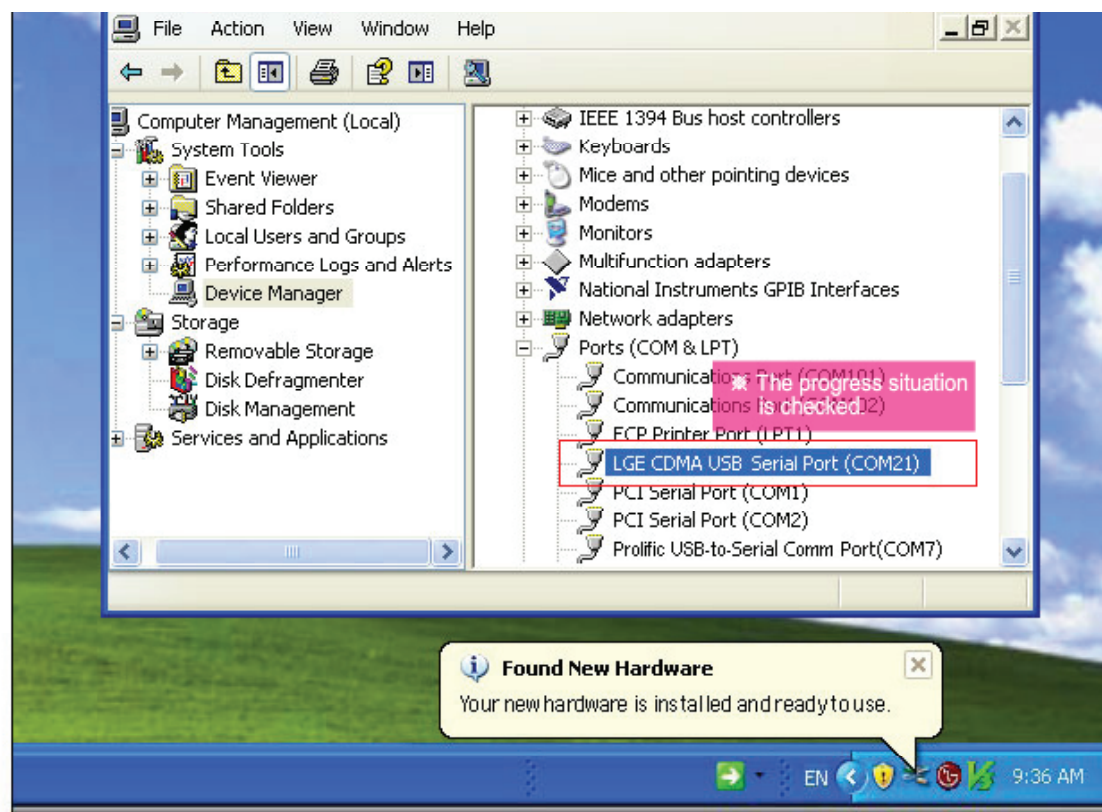 File Action View Window Help
Computer Management (Local)
System Tools
Event Viewer
Shared Folders
Local Users and Groups
Performance Logs and Alerts
Device Manager
Storage
Removable Storage
Disk Defragmenter
Disk Management
Services and Applications
IEEE 1394 Bus host controllers
Keyboards
Mice and other pointing devices
Modems
Monitors
Multifunction adapters
National Instruments GPIB Interfaces
Network adapters
Ports (COM & LPT)
Communications Port (COM101)
※ The progress situation
is checked.
Communications Port (COM102)
ECP Printer Port (LPT1)
LGE CDMA USB Serial Port (COM21)
PCI Serial Port (COM1)
PCI Serial Port (COM2)
Prolific USB-to-Serial Comm Port(COM7)
Found New Hardware
Your new hardware is installed and ready to use.
EN 9:36 AM